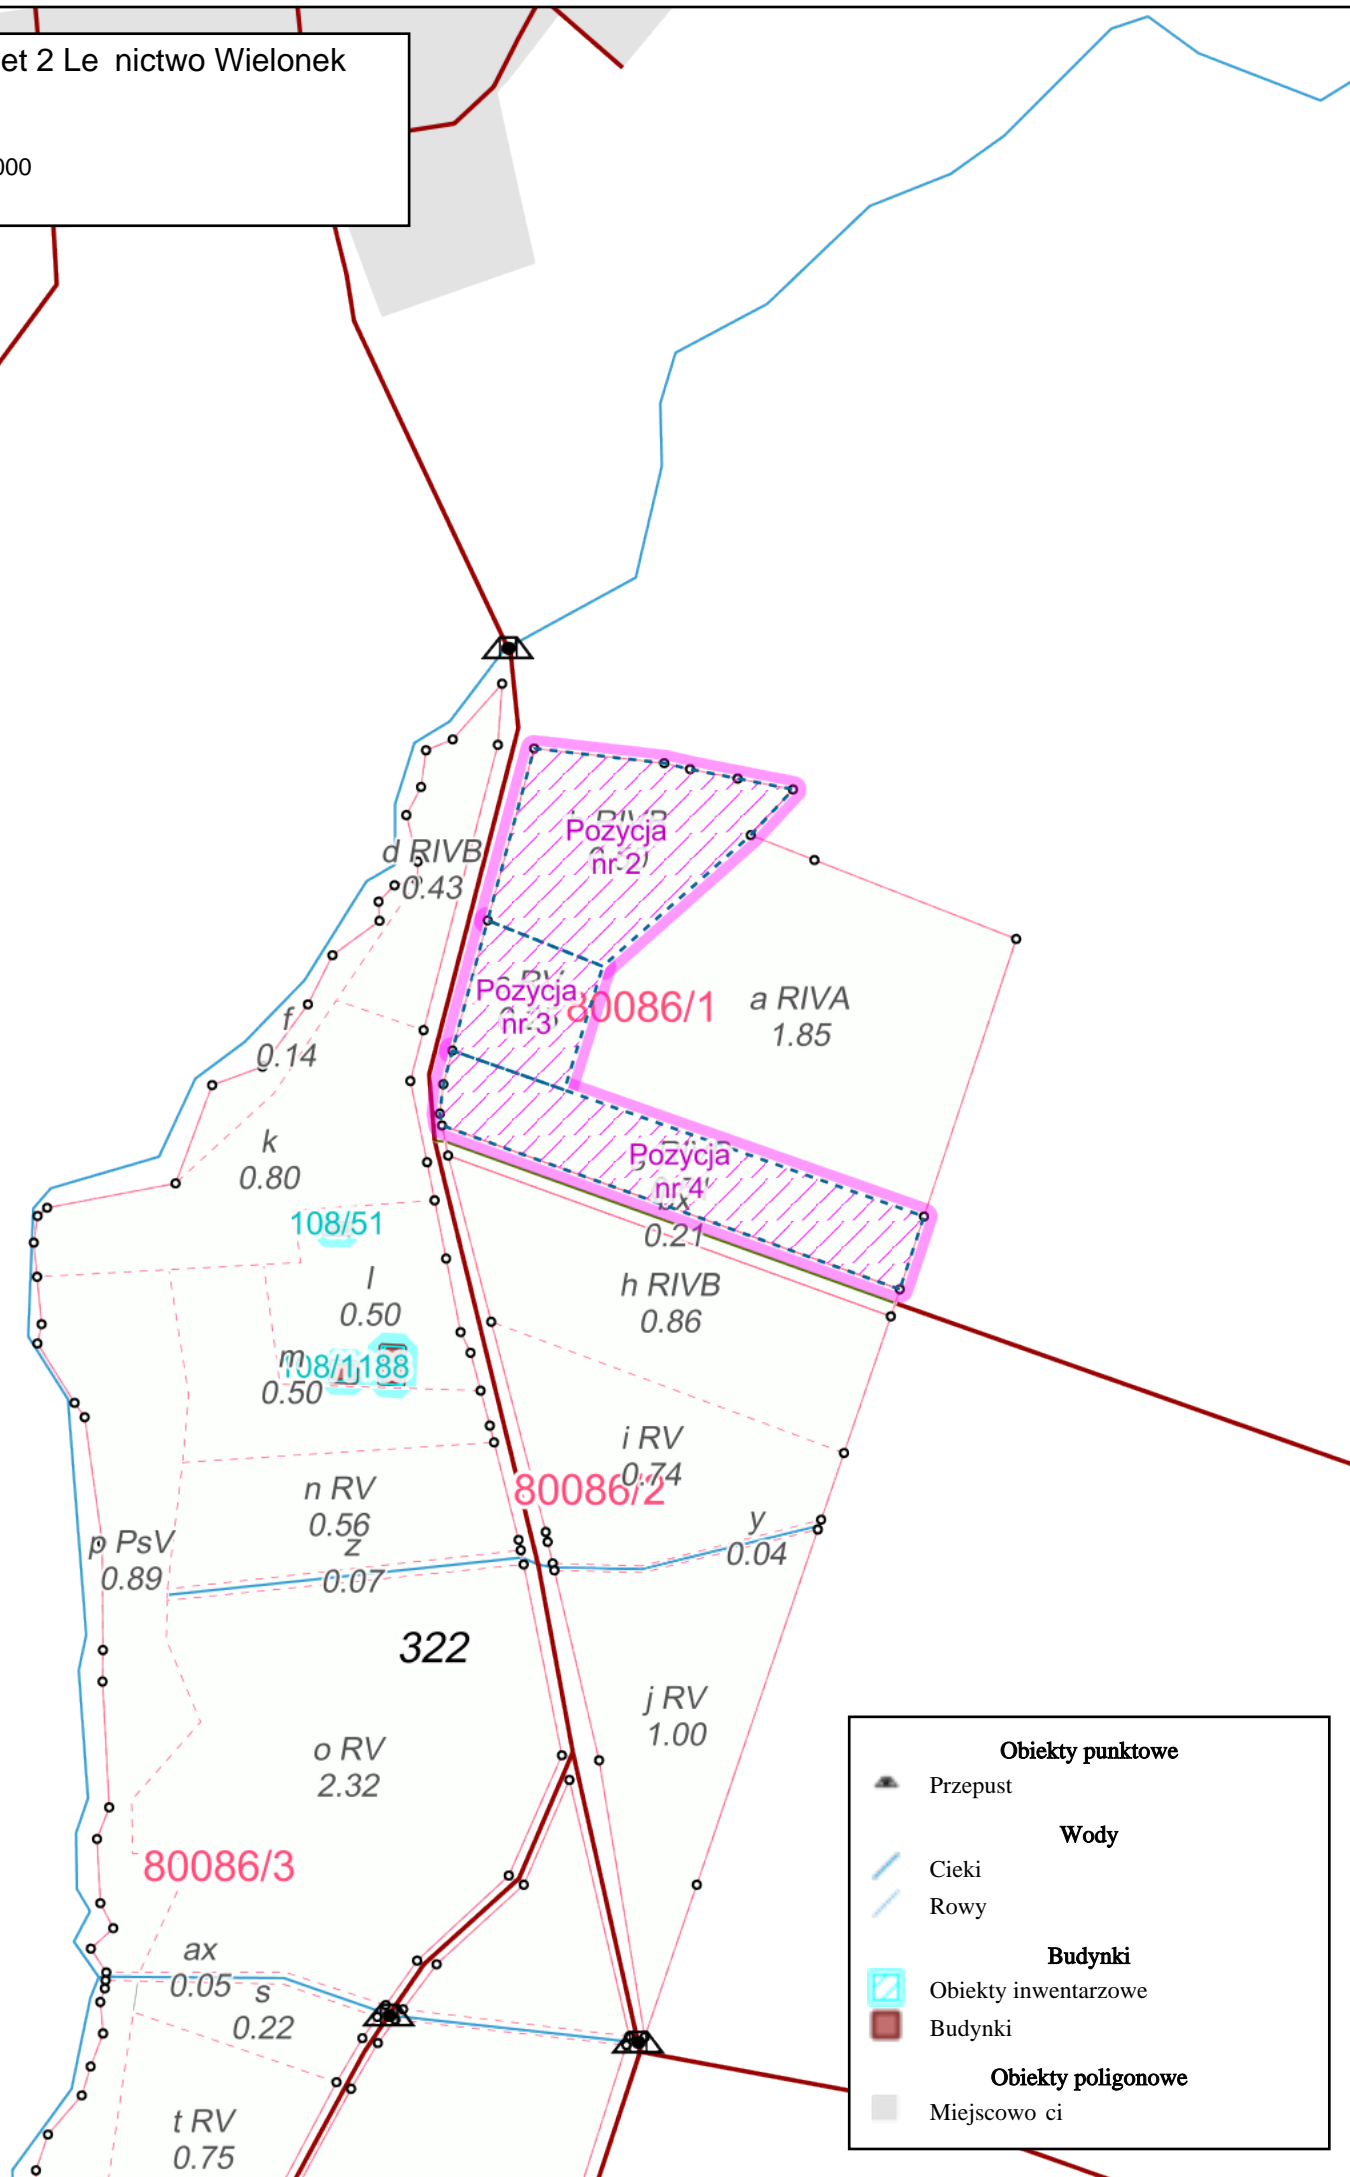 et 2 Le nictwo Wielonek
000
d RIVB
0.43
Pozycja
nr 2
Pozycja
nr 3
80086/1
a RIVA
1.85
f
0.14
k
0.80
Pozycja
nr 4
0.21
108/51
l
0.50
h RIVB
0.86
m
0.50
108/1188
i RV
0.74
80086/2
n RV
0.56
z
0.07
y
0.04
p PsV
0.89
322
j RV
1.00
o RV
2.32
80086/3
ax
0.05
s
0.22
t RV
0.75
Obiekty punktowe
Przepust
Wody
Cieki
Rowy
Budynki
Obiekty inwentarzowe
Budynki
Obiekty poligonowe
Miejscowo ci